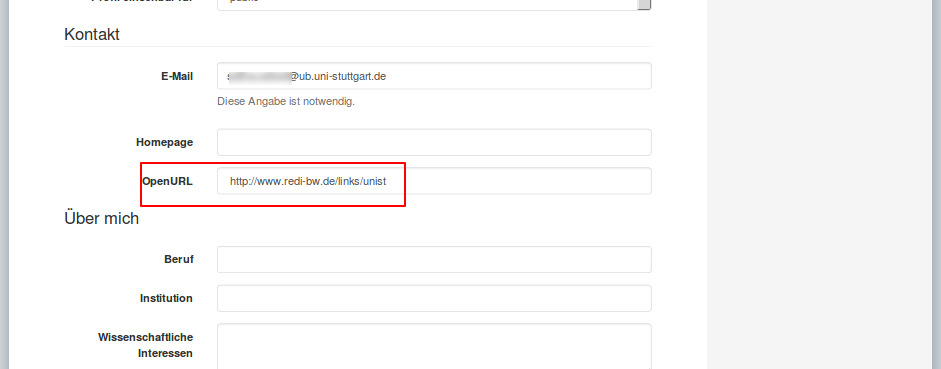 Kontakt
E-Mail @ub.uni-stuttgart.de
Diese Angabe ist notwendig.
Homepage
OpenURL http://www.redi-bw.de/links/unist
Über mich
Beruf
Institution
Wissenschaftliche
Interessen